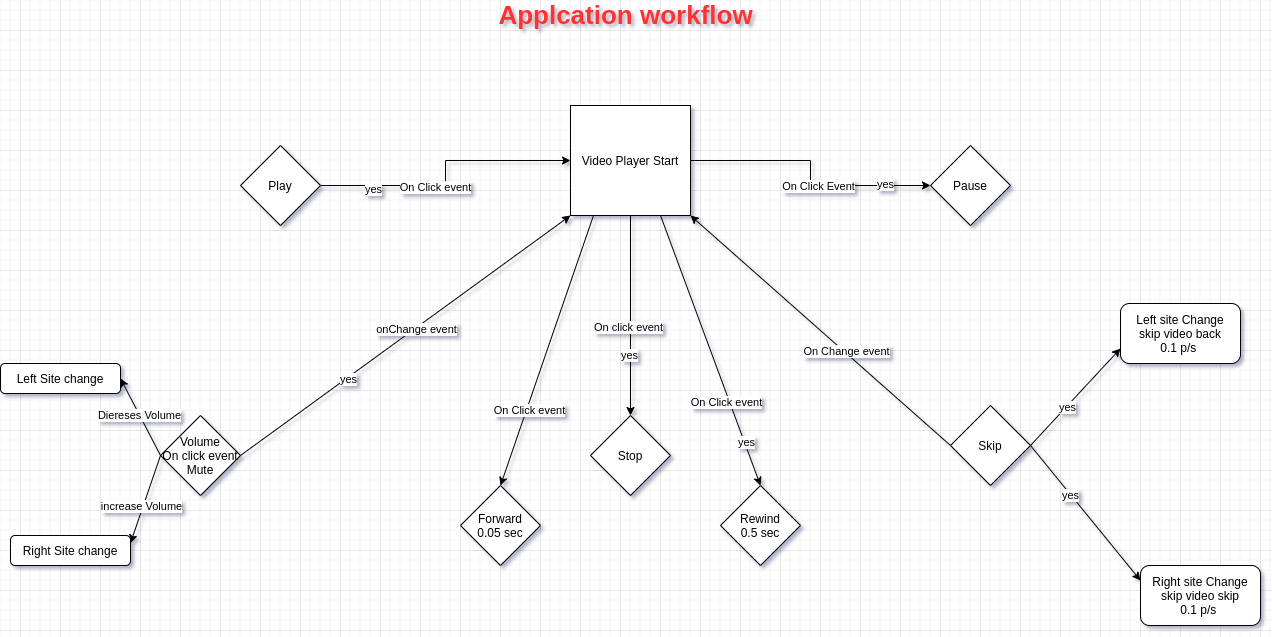 Applcation workflow
Video Player Start
Play
yes
On Click event
On Click Event
yes
Pause
onChange event
yes
On click event
yes
On Click event
On Click event
yes
On Change event
Left site Change
skip video back
0.1 p/s
yes
Skip
yes
Right site Change
skip video skip
0.1 p/s
Left Site change
Diereses Volume
Volume
On click event
Mute
increase Volume
Right Site change
Stop
Forward
0.05 sec
Rewind
0.5 sec